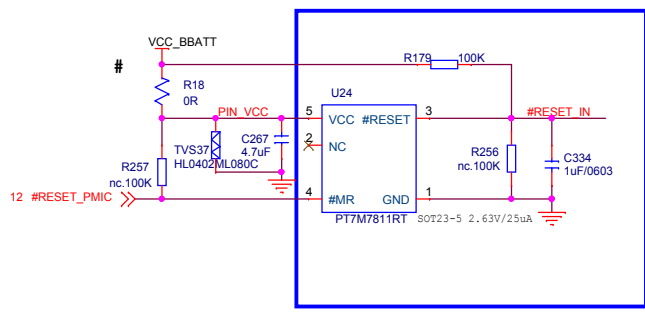 VCC_BBATT
#
R179 100K
R18
0R
U24
PIN_VCC
5 VCC #RESET 3
#RESET_IN
2 NC
TVS37
HL0402ML080C
C267
4.7uF
R257
nc.100K
R256
nc.100K
C334
1uF/0603
12 #RESET_PMIC
4 #MR GND 1
PT7M7811RT
SOT23-5 2.63V/25uA